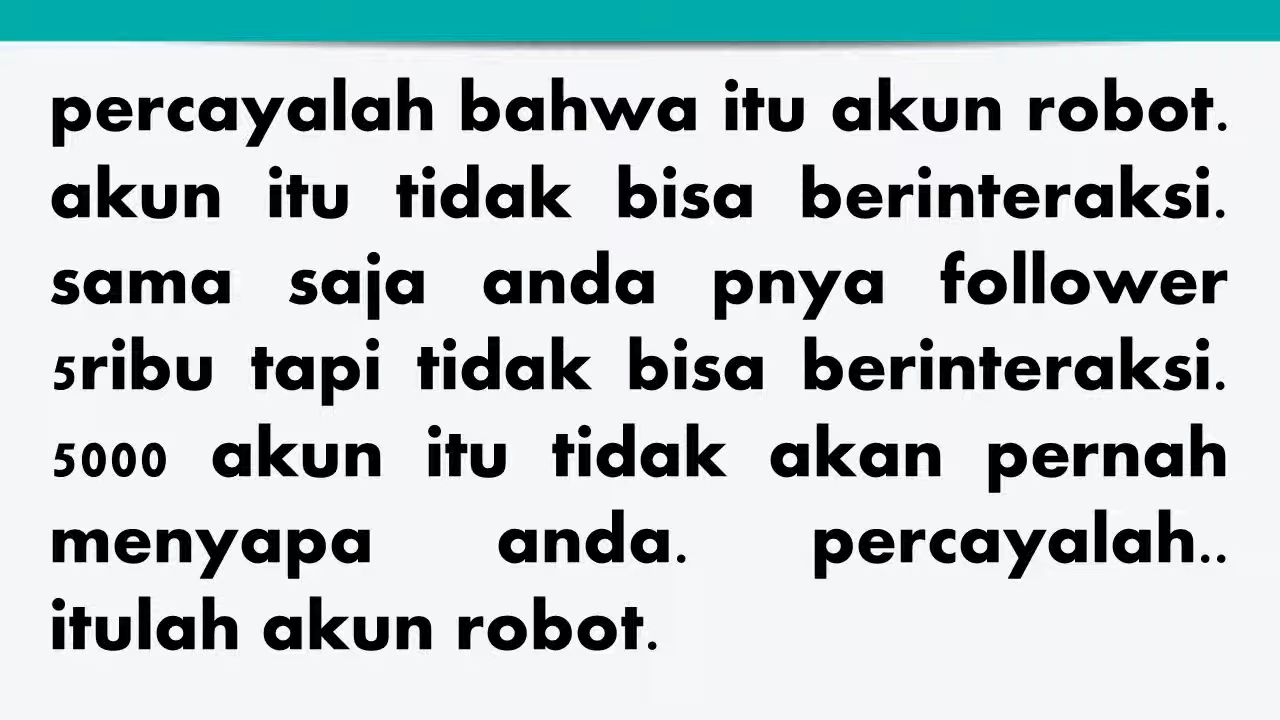 percayalah bahwa itu akun robot.
akun itu tidak bisa berinteraksi.
sama saja anda pnya follower
5ribu tapi tidak bisa berinteraksi.
5000 akun itu tidak akan pernah
menyapa anda. percayalah..
itulah akun robot.